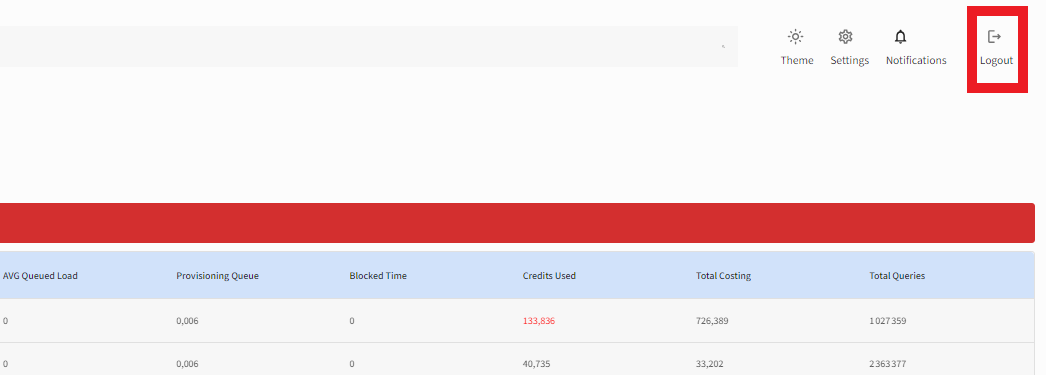 Theme Settings Notifications Logout
AVG Queued Load Provisioning Queue Blocked Time Credits Used Total Costing Total Queries
0 0,006 0 133,836 726,389 1 027 359
0 0,006 0 40,735 33,202 2 363 377